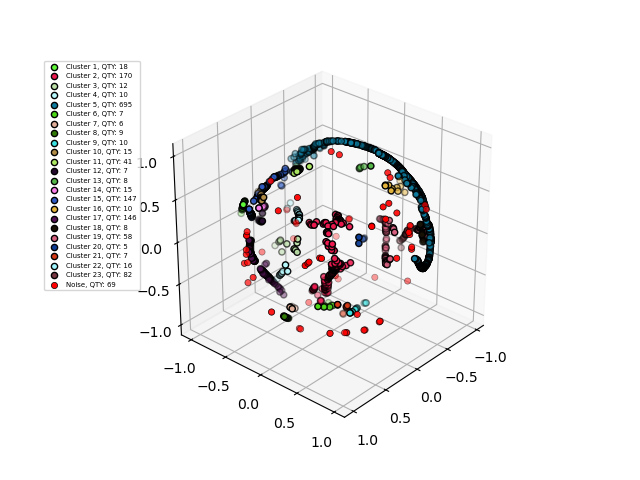 Cluster 1, QTY: 18
Cluster 2, QTY: 170
Cluster 3, QTY: 12
Cluster 4, QTY: 10
Cluster 5, QTY: 695
Cluster 6, QTY: 7
Cluster 7, QTY: 6
Cluster 8, QTY: 9
Cluster 9, QTY: 10
Cluster 10, QTY: 15
Cluster 11, QTY: 41
Cluster 12, QTY: 7
Cluster 13, QTY: 8
Cluster 14, QTY: 15
Cluster 15, QTY: 147
Cluster 16, QTY: 10
Cluster 17, QTY: 146
Cluster 18, QTY: 8
Cluster 19, QTY: 58
Cluster 20, QTY: 5
Cluster 21, QTY: 7
Cluster 22, QTY: 16
Cluster 23, QTY: 82
Noise, QTY: 69
1.0
0.5
0.0
−0.5
−1.0
−1.0
−0.5
0.0
0.5
1.0
−1.0
−0.5
0.0
0.5
1.0